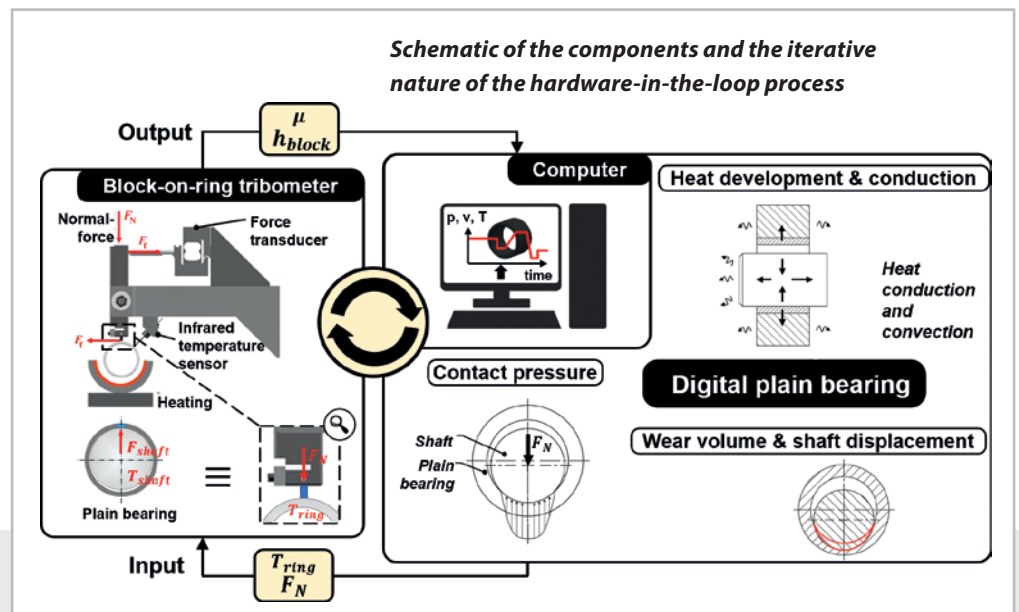 Schematic of the components and the iterative
nature of the hardware-in-the-loop process
Output
μ
h_block
Block-on-ring tribometer
Normal-
force
F_N
F_f
Force
transducer
F_f
Infrared
temperature
sensor
Heating
F_shaft
T_shaft
Plain bearing
≡
F_N
T_ring
Computer
p, v, T
time
Heat development & conduction
Heat
conduction
and
convection
Contact pressure
Digital plain bearing
Shaft
Plain
bearing
F_N
Wear volume & shaft displacement
Input
T_ring
F_N